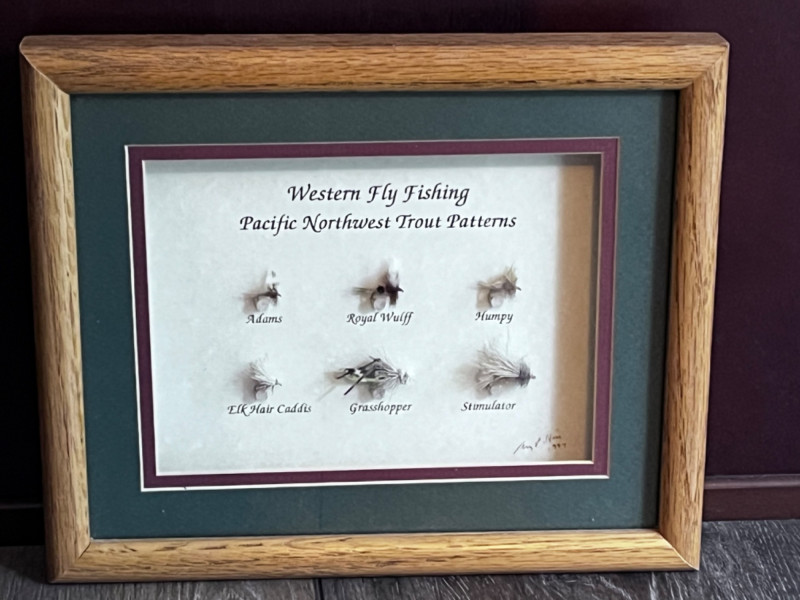 Western Fly Fishing
Pacific Northwest Trout Patterns
Adams Royal Wulff Humpy
Elk Hair Caddis Grasshopper Stimulator